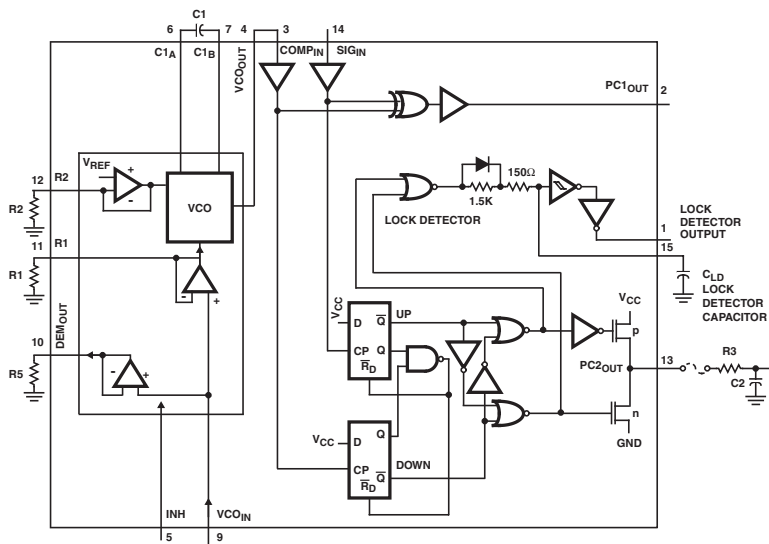 C1
6 7 4 3 14
C1A C1B VCOOUT COMPIN SIGIN
PC1OUT 2
VREF
+
-
12 R2
R2
VCO
11 R1
R1
-
+
150Ω
1.5K
LOCK DETECTOR
LOCK
DETECTOR
OUTPUT
1
15
CLD
LOCK
DETECTOR
CAPACITOR
VCC
UP
D Q
CP Q
RD
VCC
p
PC2OUT 13
R3
C2
n
GND
DEMOUT
10
R5
-
+
VCC
D Q
CP
RD Q
DOWN
INH
5
VCOIN
9